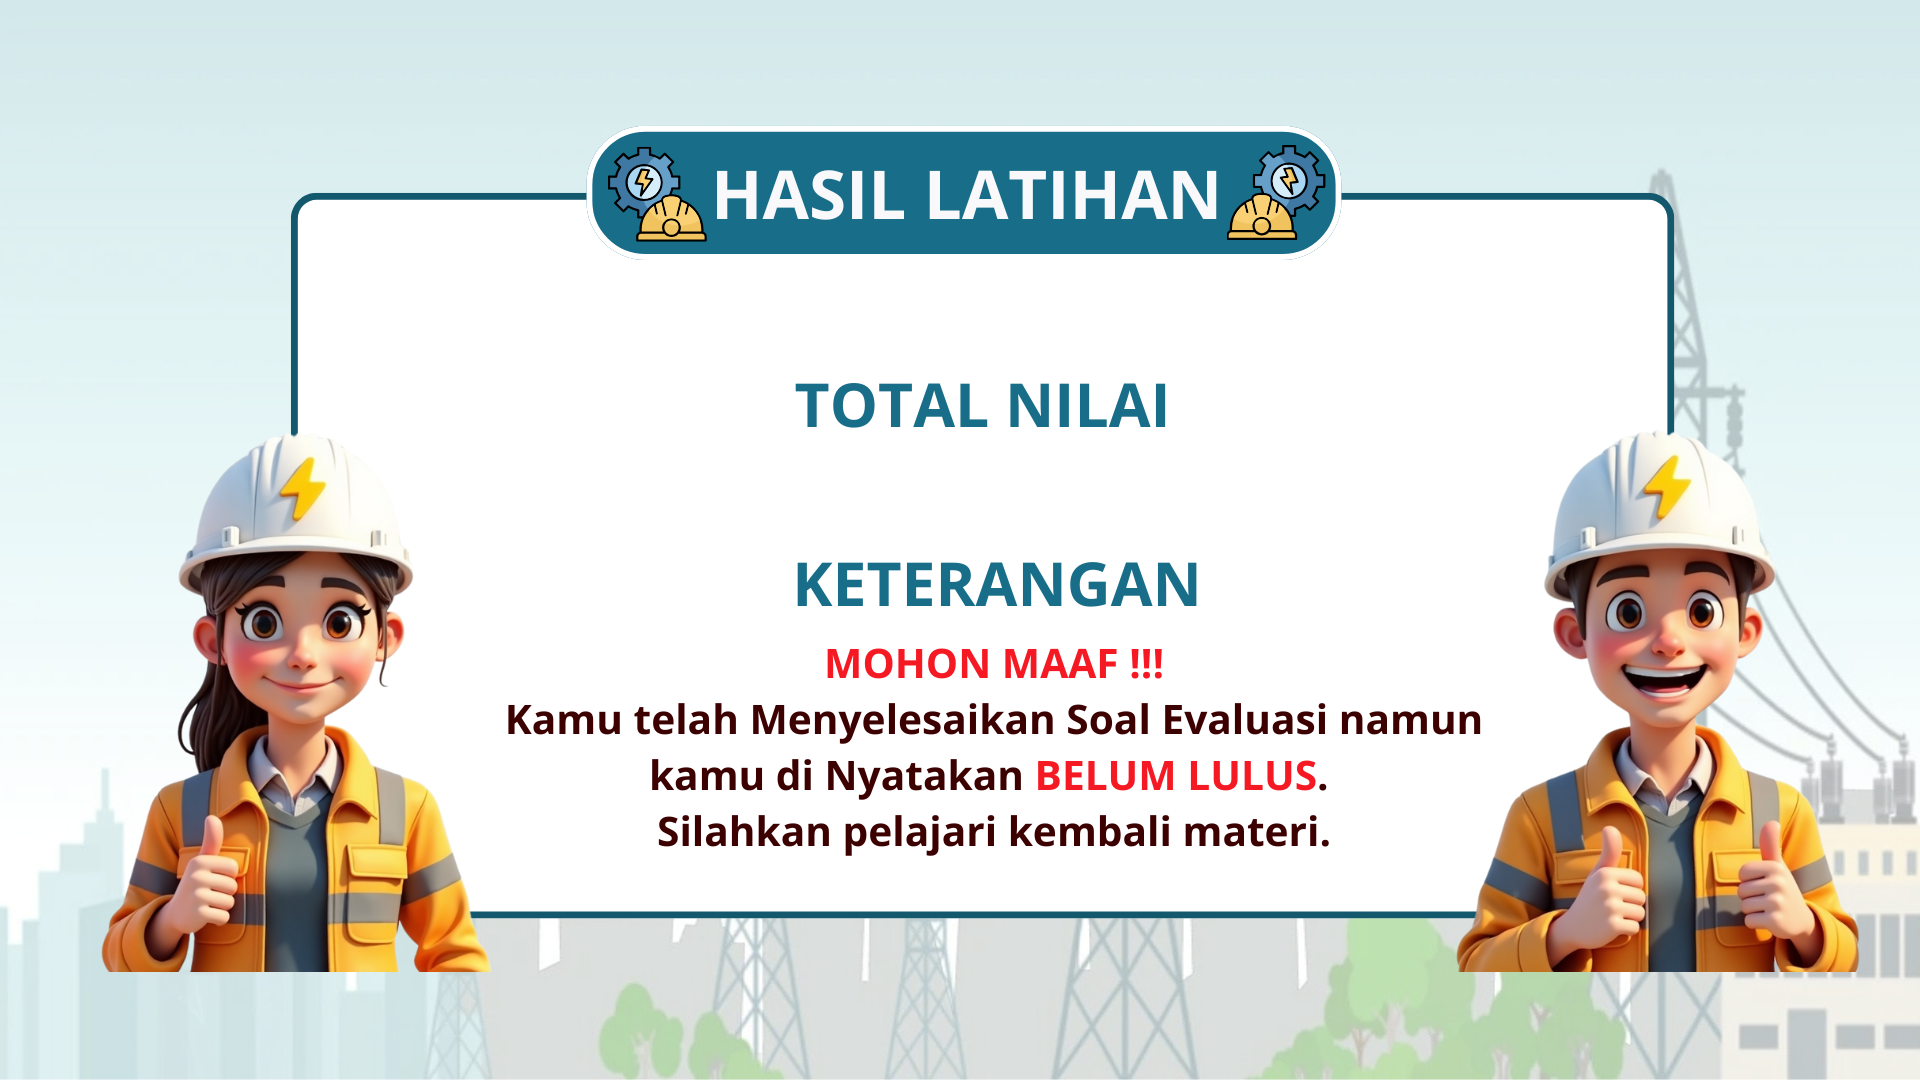 HASIL LATIHAN
TOTAL NILAI
KETERANGAN
MOHON MAAF !!!
Kamu telah Menyelesaikan Soal Evaluasi namun
kamu di Nyatakan BELUM LULUS.
Silahkan pelajari kembali materi.